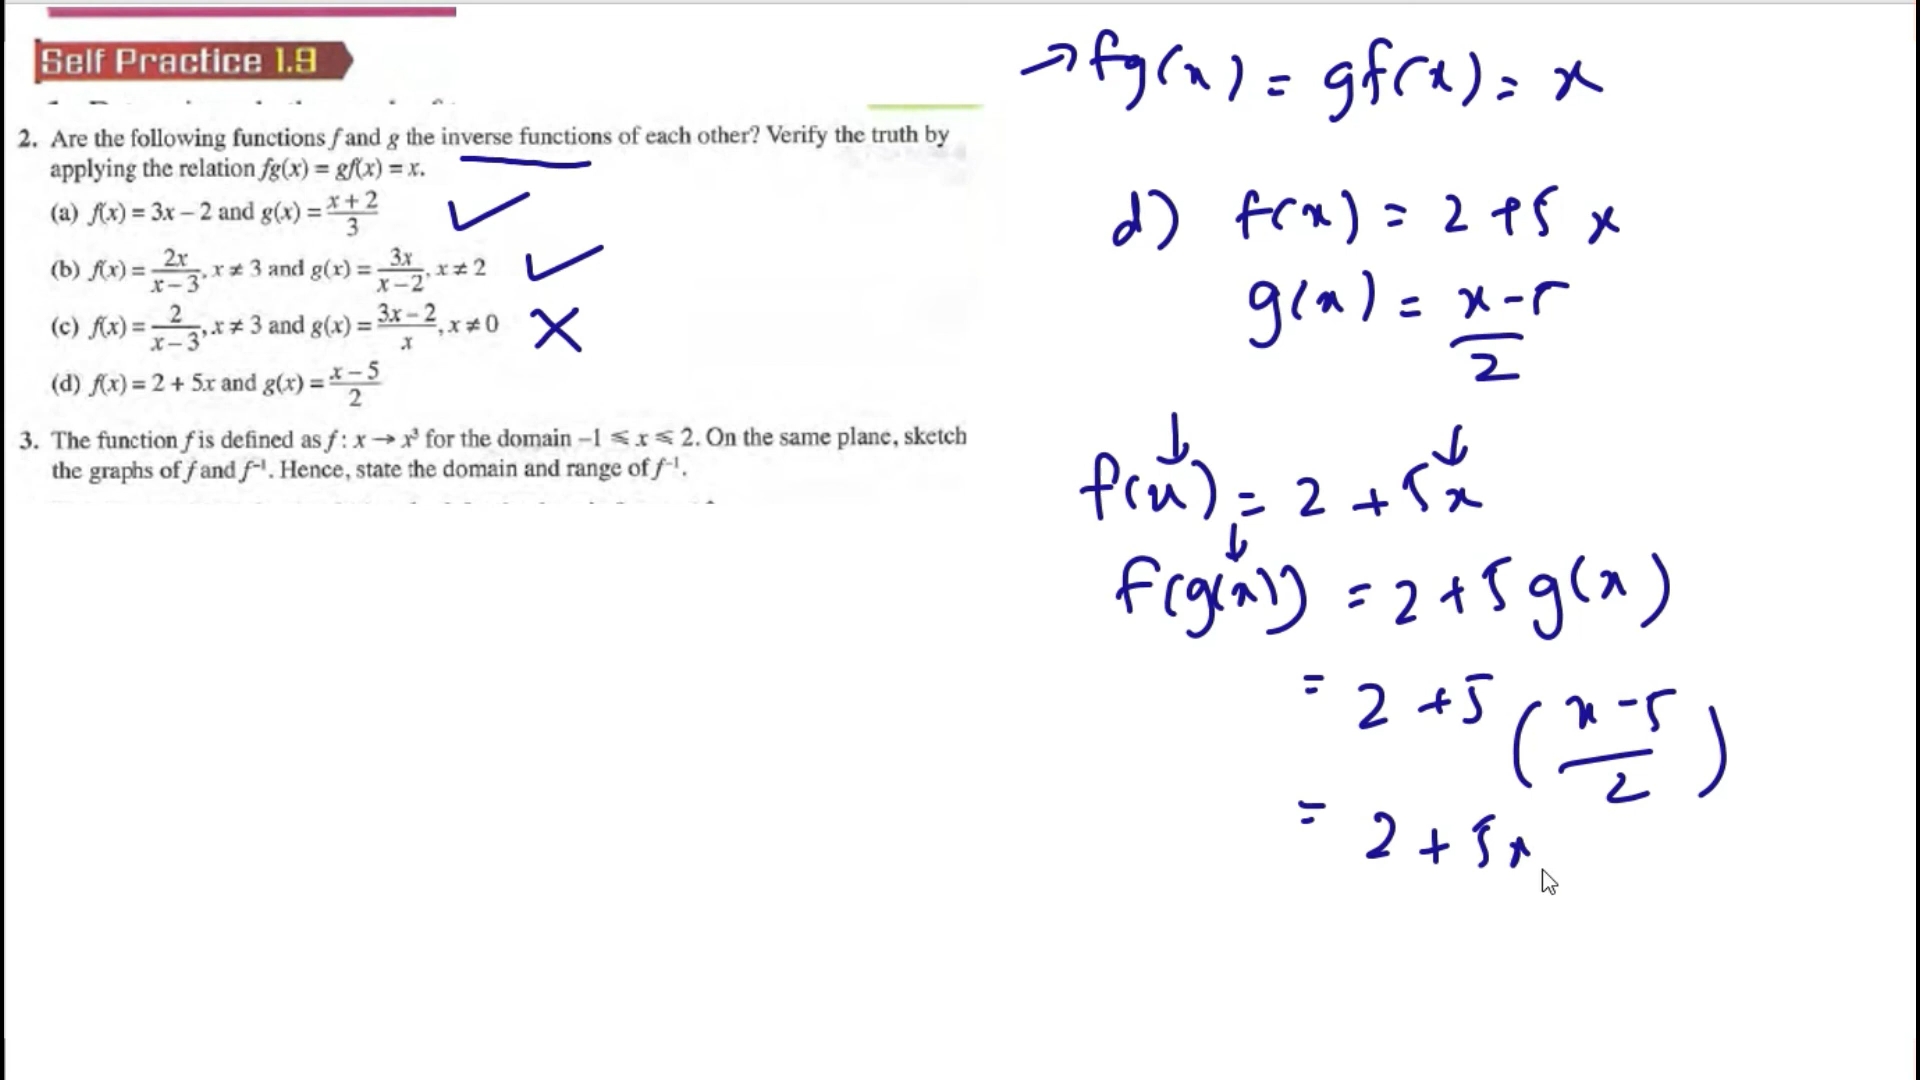 Self Practice 1.9
2. Are the following functions f and g the inverse functions of each other? Verify the truth by
applying the relation fg(x) = gf(x) = x.
(a) f(x) = 3x – 2 and g(x) = (x + 2)/3
(b) f(x) = 2x/(x – 3), x ≠ 3 and g(x) = 3x/(x – 2), x ≠ 2
(c) f(x) = 2/(x – 3), x ≠ 3 and g(x) = (3x – 2)/x, x ≠ 0
(d) f(x) = 2 + 5x and g(x) = (x – 5)/2
3. The function f is defined as f : x → x³ for the domain –1 ⩽ x ⩽ 2. On the same plane, sketch
the graphs of f and f⁻¹. Hence, state the domain and range of f⁻¹.
→ fg(x) = gf(x) = x
d) f(x) = 2 + 5x
g(x) = (x – 5)/2
f(x) = 2 + 5x
f(g(x)) = 2 + 5g(x)
= 2 + 5((x – 5)/2)
= 2 + 5x